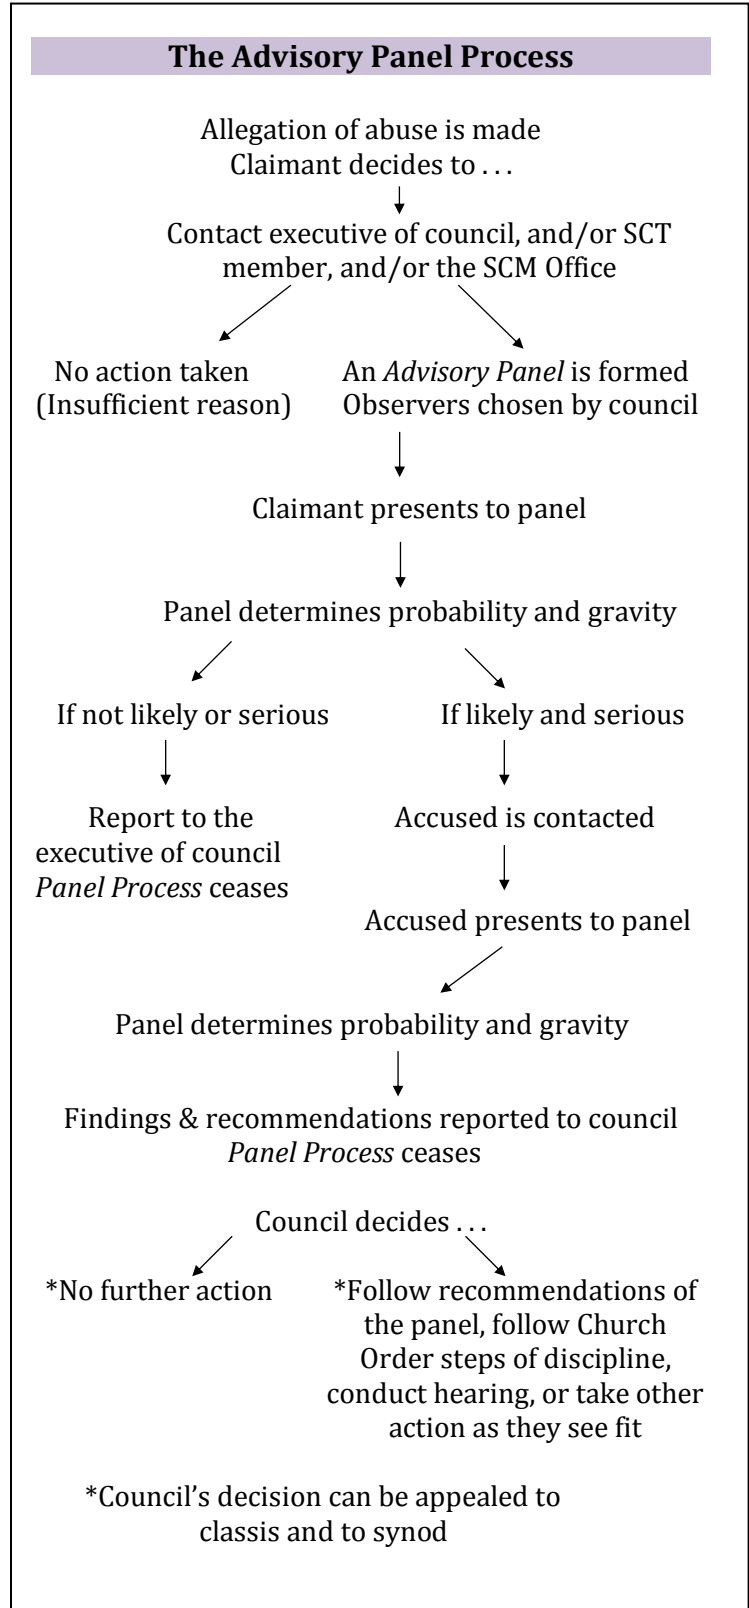 The Advisory Panel Process
Allegation of abuse is made
Claimant decides to . . .
Contact executive of council, and/or SCT
member, and/or the SCM Office
No action taken
(Insufficient reason)
An Advisory Panel is formed
Observers chosen by council
Claimant presents to panel
Panel determines probability and gravity
If not likely or serious
If likely and serious
Report to the
executive of council
Panel Process ceases
Accused is contacted
Accused presents to panel
Panel determines probability and gravity
Findings & recommendations reported to council
Panel Process ceases
Council decides . . .
*No further action
*Follow recommendations of
the panel, follow Church
Order steps of discipline,
conduct hearing, or take other
action as they see fit
*Council’s decision can be appealed to
classis and to synod